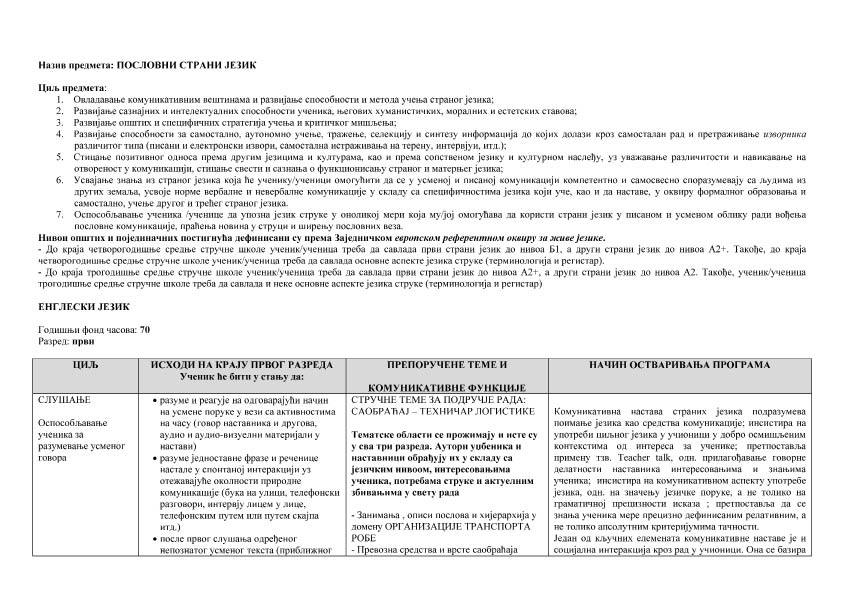 Назив предмета: ПОСЛОВНИ СТРАНИ ЈЕЗИК
Циљ предмета:
1. Овладавање комуникативним вештинама и развијање способности и метода учења страног језика;
2. Развијање сазнајних и интелектуалних способности ученика, његових хуманистичких, моралних и естетских ставова;
3. Развијање општих и специфичних стратегија учења и критичког мишљења;
4. Развијање способности за самостално, аутономно учење, тражење, селекцију и синтезу информација до којих долази кроз самосталан рад и претраживање изворника
различитог типа (писани и електронски извори, самостална истраживања на терену, интервјуи, итд.);
5. Стицање позитивног односа према другим језицима и културама, као и према сопственом језику и културном наслеђу, уз уважавање различитости и навикавање на
отвореност у комуникацији, стицање свести и сазнања о функционисању страног и матерњег језика;
6. Усвајање знања из страног језика која ће ученику/ученици омогућити да се у усменој и писаној комуникацији компетентно и самосвесно споразумевају са људима из
других земаља, усвоје норме вербалне и невербалне комуникације у складу са специфичностима језика који уче, као и да наставе, у оквиру формалног образовања и
самостално, учење другог и трећег страног језика.
7. Оспособљавање ученика /ученице да упозна језик струке у оноликој мери која му/јој омогућава да користи страни језик у писаном и усменом облику ради вођења
пословне комуникације, праћења новина у струци и ширењу пословних веза.
Нивои општих и појединачних постигнућа дефинисани су према Заједничком европском референтном оквиру за живе језике.
- До краја четворогодишње средње стручне школе ученик/ученица треба да савлада први страни језик до нивоа Б1, а други страни језик до нивоа А2+. Такође, до краја
четворогодишње средње стручне школе ученик/ученица треба да савлада основне аспекте језика струке (терминологија и регистар).
- До краја трогодишње средње стручне школе ученик/ученица треба да савлада први страни језик до нивоа А2+, а други страни језик до нивоа А2. Такође, ученик/ученица
трогодишње средње стручне школе треба да савлада и неке основне аспекте језика струке (терминологија и регистар)
ЕНГЛЕСКИ ЈЕЗИК
Годишњи фонд часова: 70
Разред: први
ЦИЉ
ИСХОДИ НА КРАЈУ ПРВОГ РАЗРЕДА
Ученик ће бити у стању да:
ПРЕПОРУЧЕНЕ ТЕМЕ И
КОМУНИКАТИВНЕ ФУНКЦИЈЕ
НАЧИН ОСТВАРИВАЊА ПРОГРАМА
СЛУШАЊЕ
Оспособљавање
ученика за
разумевање усменог
говора
• разуме и реагује на одговарајући начин
на усмене поруке у вези са активностима
на часу (говор наставника и другова,
аудио и аудио-визуелни материјали у
настави)
• разуме једноставне фразе и реченице
настале у спонтаној интеракцији уз
отежавајуће околности природне
комуникације (бука на улици, телефонски
разговори, интервју лицем у лице,
телефонским путем или путем скајпа
итд.)
• после првог слушања одређеног
непознатог усменог текста (приближног
СТРУЧНЕ ТЕМЕ ЗА ПОДРУЧЈЕ РАДА:
САОБРАЋАЈ – ТЕХНИЧАР ЛОГИСТИКЕ
Тематске области се прожимају и исте су
у сва три разреда. Аутори уџбеника и
наставници обрађују их у складу са
језичким нивоом, интересовањима
ученика, потребама струке и актуелним
збивањима у свету рада
- Занимања , описи послова и хијерархија у
домену ОРГАНИЗАЦИЈЕ ТРАНСПОРТА
РОБЕ
- Превозна средства и врсте саобраћаја
Комуникативна настава страних језика подразумева
поимање језика као средства комуникације; инсистира на
употреби циљног језика у учионици у добро осмишљеним
контекстима од интереса за ученике; претпоставља
примену тзв. Teacher talk, одн. прилагођавање говорне
делатности наставника интересовањима и знањима
ученика; инсистира на комуникативном аспекту употребе
језика, одн. на значењу језичке поруке, а не толико на
граматичкој прецизности исказа ; претпоставља да се
знања ученика мере прецизно дефинисаним релативним, а
не толико апсолутним критеријумима тачности.
Један од кључних елемената комуникативне наставе је и
социјална интеракција кроз рад у учионици. Она се базира